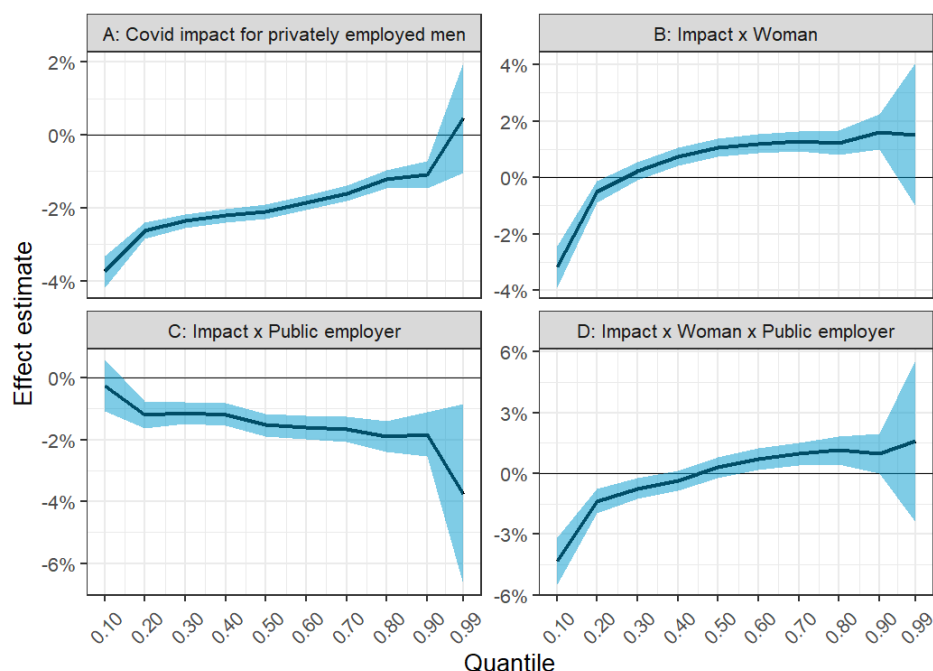 A: Covid impact for privately employed men
B: Impact x Woman
2%
0%
-2%
-4%
4%
2%
0%
-2%
-4%
C: Impact x Public employer
D: Impact x Woman x Public employer
0%
-2%
-4%
-6%
6%
3%
0%
-3%
-6%
Effect estimate
0.10 0.20 0.30 0.40 0.50 0.60 0.70 0.80 0.90 0.99
0.10 0.20 0.30 0.40 0.50 0.60 0.70 0.80 0.90 0.99
Quantile